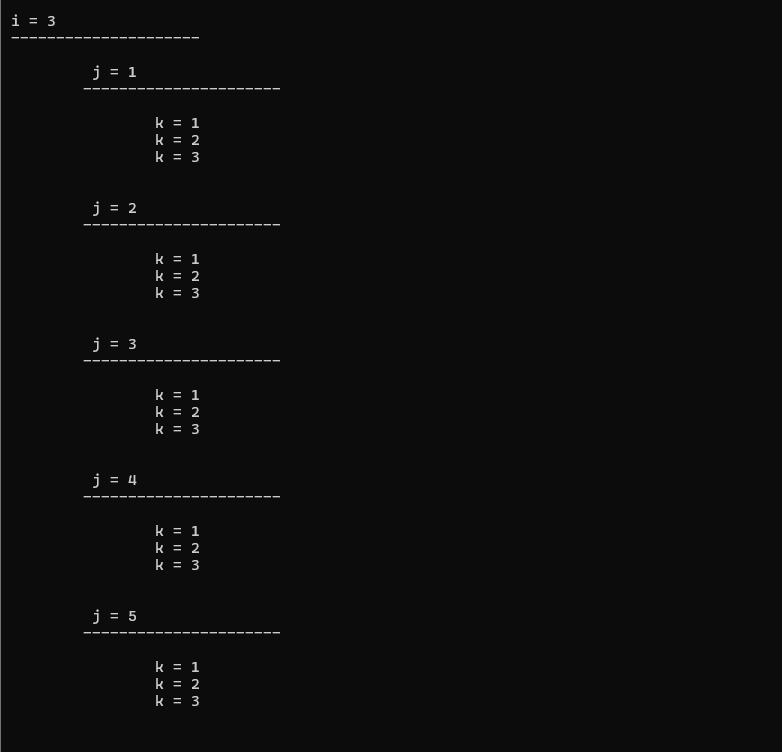 i = 3
---------------------
j = 1
----------------------
k = 1
k = 2
k = 3
j = 2
----------------------
k = 1
k = 2
k = 3
j = 3
----------------------
k = 1
k = 2
k = 3
j = 4
----------------------
k = 1
k = 2
k = 3
j = 5
----------------------
k = 1
k = 2
k = 3